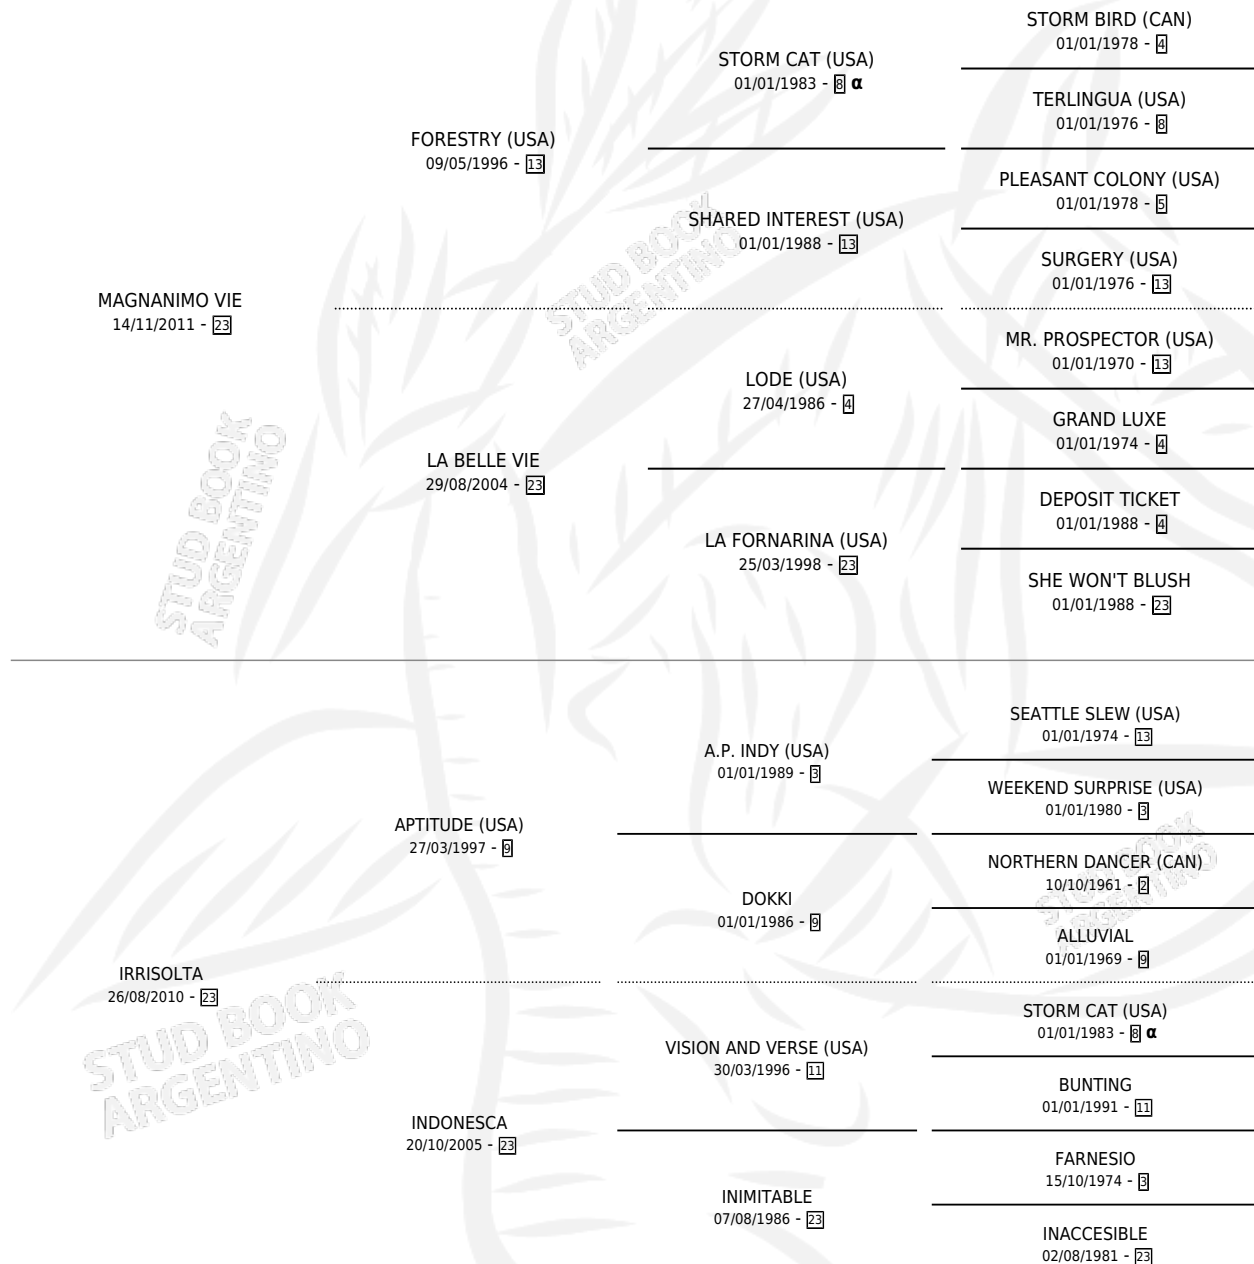 STORM BIRD (CAN)
01/01/1978 - 4
STORM CAT (USA)
01/01/1983 - 8 α
TERLINGUA (USA)
01/01/1976 - 8
FORESTRY (USA)
09/05/1996 - 13
PLEASANT COLONY (USA)
01/01/1978 - 5
SHARED INTEREST (USA)
01/01/1988 - 13
SURGERY (USA)
01/01/1976 - 13
MAGNANIMO VIE
14/11/2011 - 23
MR. PROSPECTOR (USA)
01/01/1970 - 13
LODE (USA)
27/04/1986 - 4
GRAND LUXE
01/01/1974 - 4
LA BELLE VIE
29/08/2004 - 23
DEPOSIT TICKET
01/01/1988 - 4
LA FORNARINA (USA)
25/03/1998 - 23
SHE WON'T BLUSH
01/01/1988 - 23
SEATTLE SLEW (USA)
01/01/1974 - 13
A.P. INDY (USA)
01/01/1989 - 3
WEEKEND SURPRISE (USA)
01/01/1980 - 3
APTITUDE (USA)
27/03/1997 - 9
NORTHERN DANCER (CAN)
10/10/1961 - 2
DOKKI
01/01/1986 - 9
ALLUVIAL
01/01/1969 - 9
IRRISOLTA
26/08/2010 - 23
STORM CAT (USA)
01/01/1983 - 8 α
VISION AND VERSE (USA)
30/03/1996 - 11
BUNTING
01/01/1991 - 11
INDONESCA
20/10/2005 - 23
FARNESIO
15/10/1974 - 3
INIMITABLE
07/08/1986 - 23
INACCESIBLE
02/08/1981 - 23
STUD BOOK
ARGENTINO
STUD BOOK
ARGENTINO
STUD BOOK
ARGENTINO
STUD BOOK
ARGENTINO